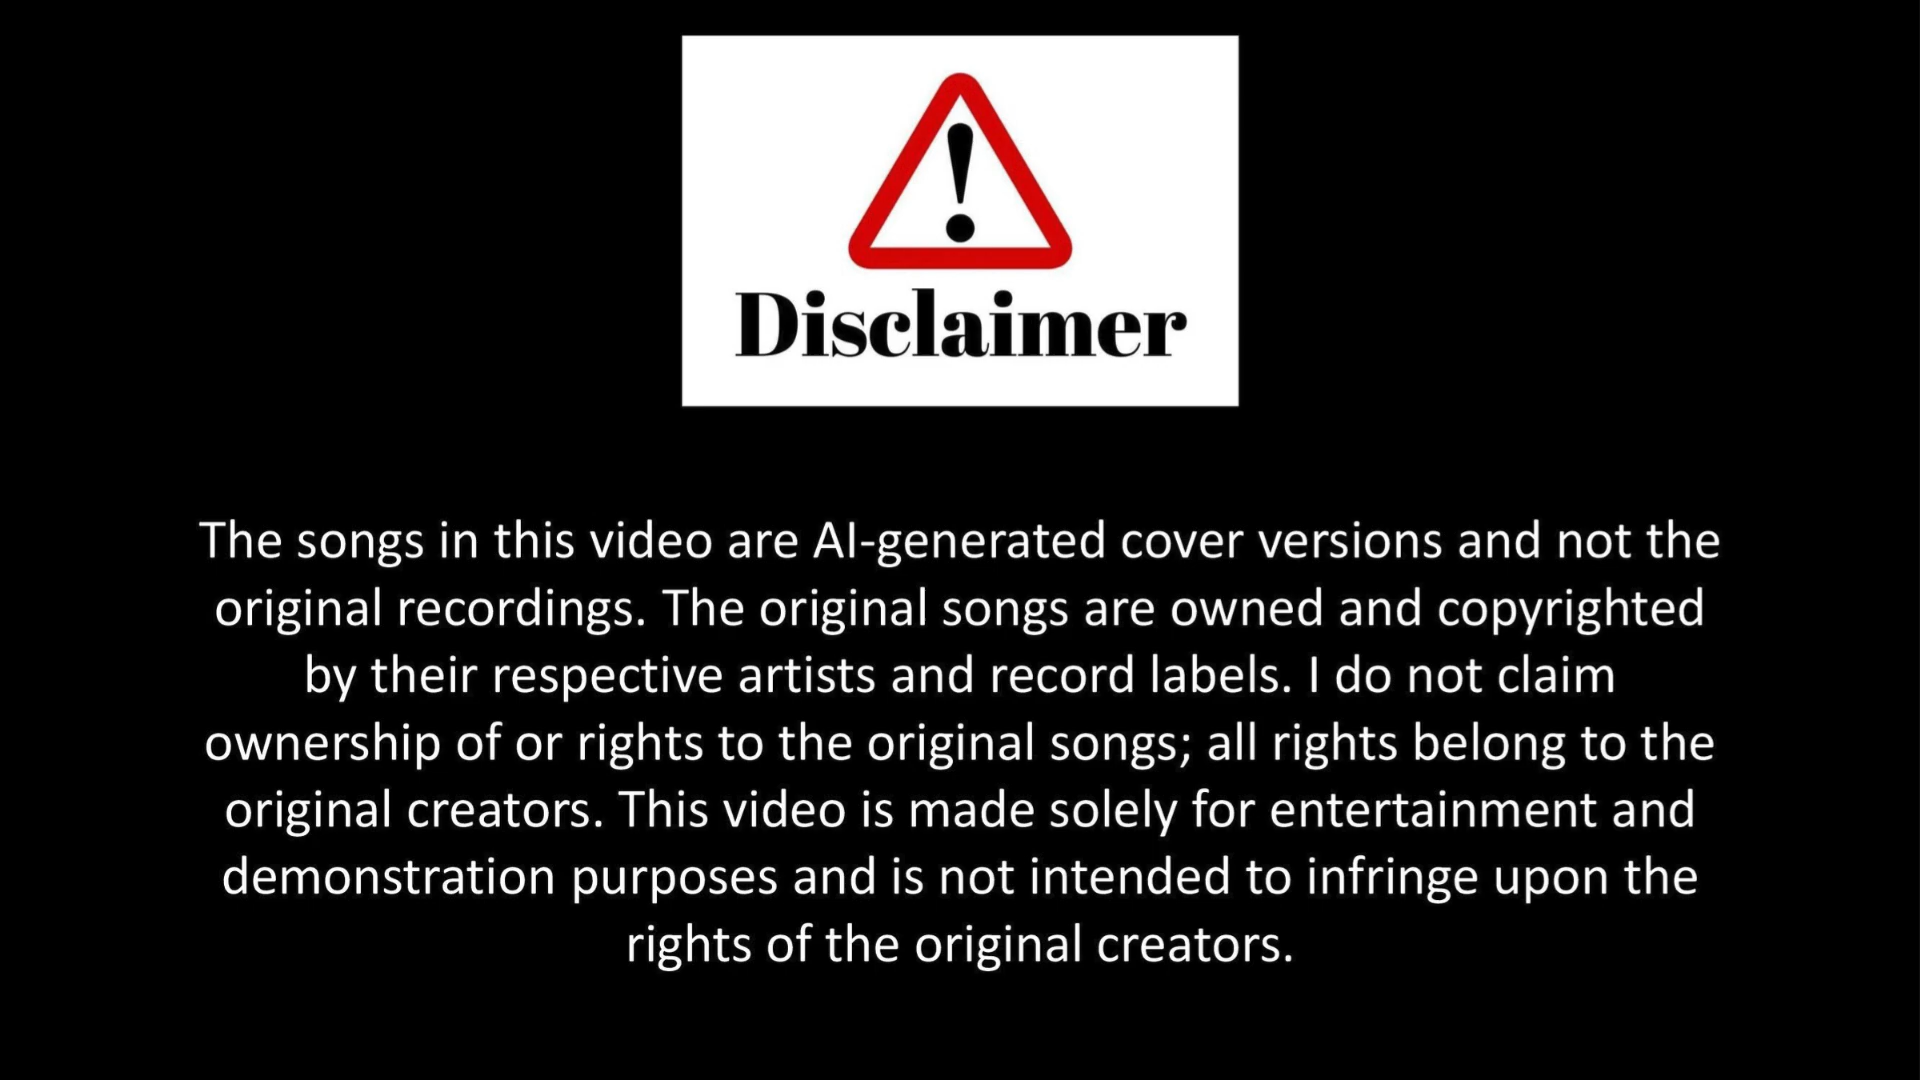 Disclaimer
The songs in this video are AI-generated cover versions and not the
original recordings. The original songs are owned and copyrighted
by their respective artists and record labels. I do not claim
ownership of or rights to the original songs; all rights belong to the
original creators. This video is made solely for entertainment and
demonstration purposes and is not intended to infringe upon the
rights of the original creators.